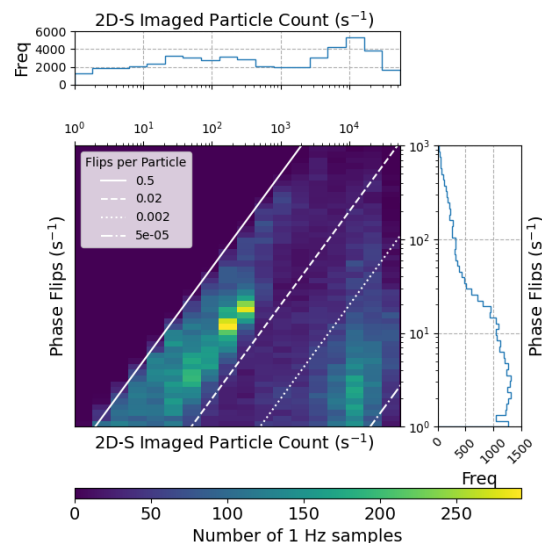 2D-S Imaged Particle Count (s⁻¹)
Freq
6000
4000
2000
0
10⁰ 10¹ 10² 10³ 10⁴
Flips per Particle
0.5
0.02
0.002
5e-05
Phase Flips (s⁻¹)
2D-S Imaged Particle Count (s⁻¹)
10³
10²
10¹
10⁰
Phase Flips (s⁻¹)
0 500 1000 1500
Freq
0 50 100 150 200 250
Number of 1 Hz samples